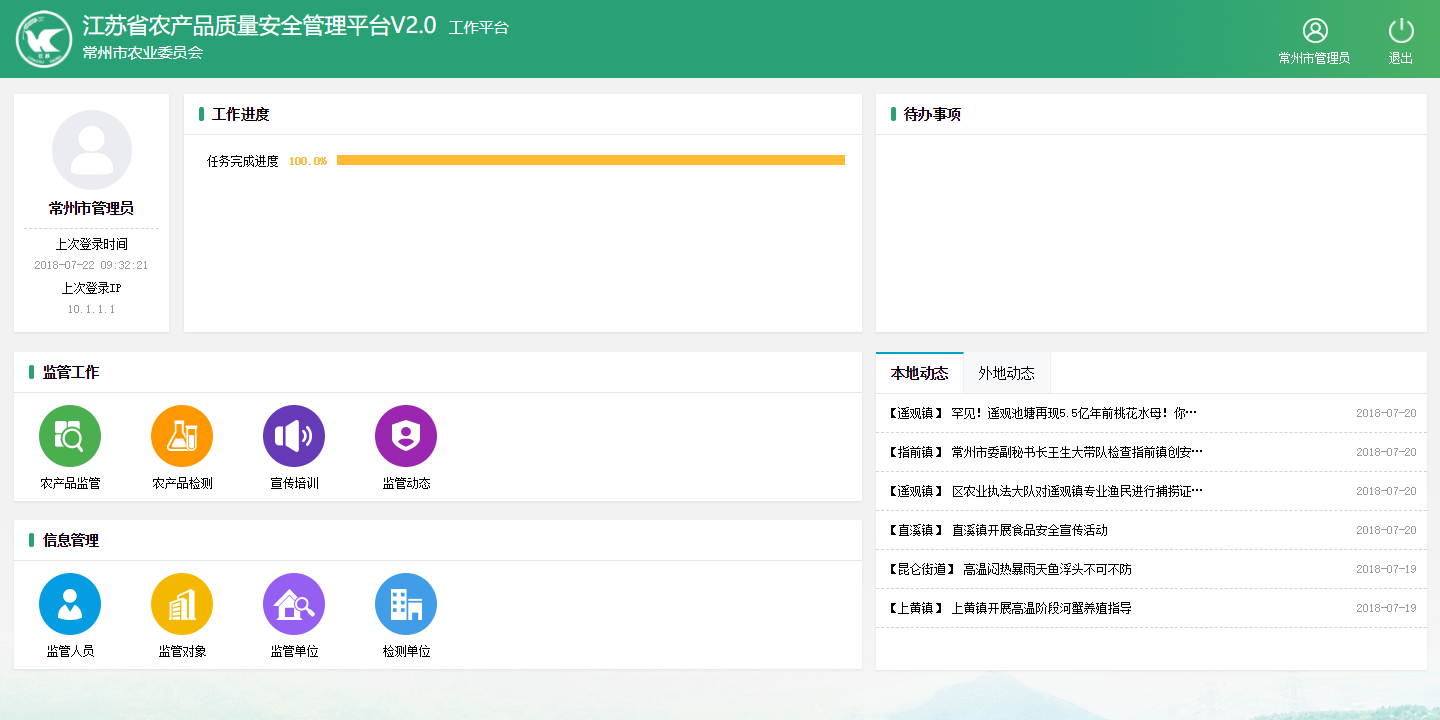 江苏省农产品质量安全管理平台V2.0 工作平台
常州市农业委员会
常州市管理员
退出
常州市管理员
上次登录时间
2018-07-22 09:32:21
上次登录IP
10.1.1.1
工作进度
任务完成进度 100.0%
待办事项
监管工作
农产品监管
农产品检测
宣传培训
监管动态
信息管理
监管人员
监管对象
监管单位
检测单位
本地动态 外地动态
【遥观镇】 罕见！遥观池塘再现5.5亿年前桃花水母！你… 2018-07-20
【指前镇】 常州市委副秘书长王生大带队检查指前镇创安… 2018-07-20
【遥观镇】 区农业执法大队对遥观镇专业渔民进行捕捞证… 2018-07-20
【直溪镇】 直溪镇开展食品安全宣传活动 2018-07-20
【昆仑街道】 高温闷热暴雨天鱼浮头不可不防 2018-07-19
【上黄镇】 上黄镇开展高温阶段河蟹养殖指导 2018-07-19